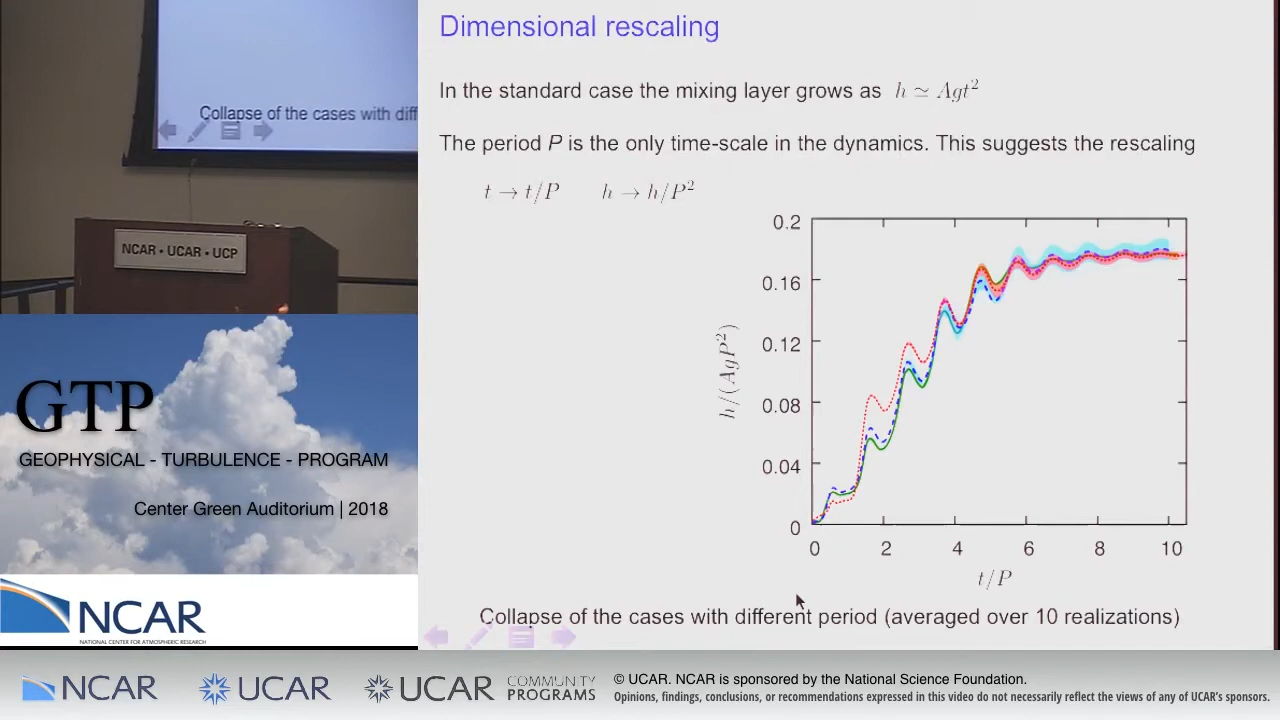 Dimensional rescaling
In the standard case the mixing layer grows as h ≃ Agt²
The period P is the only time-scale in the dynamics. This suggests the rescaling
t → t/P h → h/P²
0.2
0.16
0.12
0.08
0.04
0
h/(AgP²)
0 2 4 6 8 10
t/P
Collapse of the cases with different period (averaged over 10 realizations)
Collapse of the cases with diff
NCAR • UCAR • UCP
GTP
GEOPHYSICAL - TURBULENCE - PROGRAM
Center Green Auditorium | 2018
NCAR
NATIONAL CENTER FOR ATMOSPHERIC RESEARCH
NCAR UCAR UCAR COMMUNITY PROGRAMS
© UCAR. NCAR is sponsored by the National Science Foundation.
Opinions, findings, conclusions, or recommendations expressed in this video do not necessarily reflect the views of any of UCAR's sponsors.